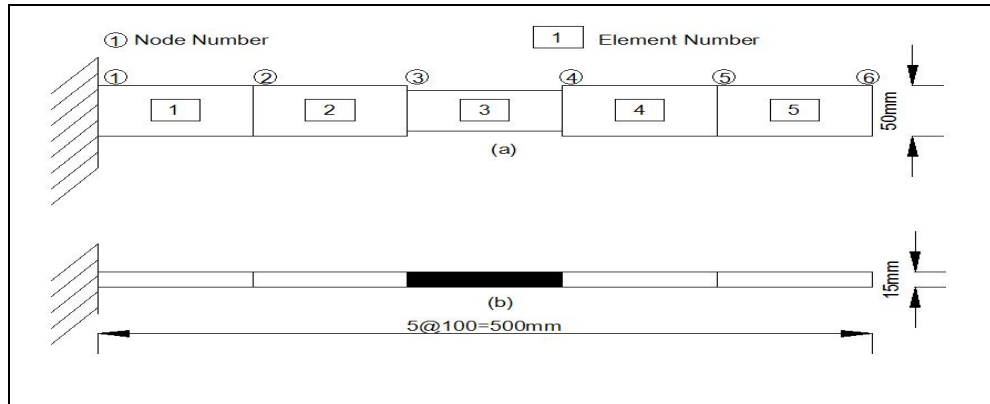 ① Node Number
1 Element Number
① ② ③ ④ ⑤ ⑥
1 2 3 4 5
50mm
(a)
15mm
(b)
5@100=500mm